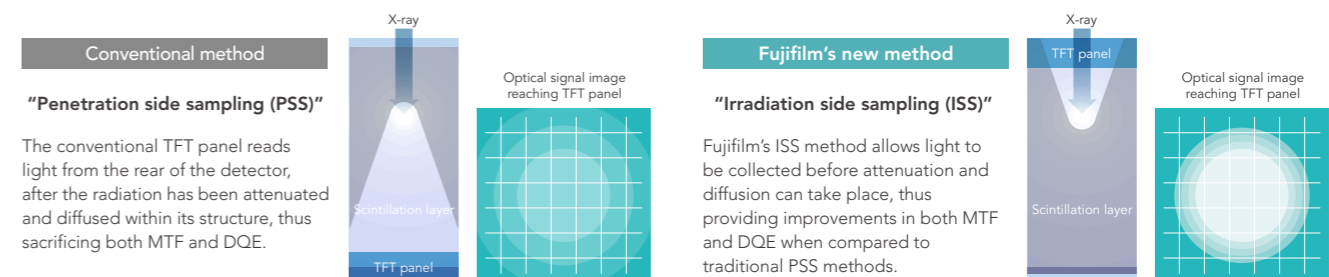 Conventional method
“Penetration side sampling (PSS)”
The conventional TFT panel reads
light from the rear of the detector,
after the radiation has been attenuated
and diffused within its structure, thus
sacrificing both MTF and DQE.
X-ray
Scintillation layer
TFT panel
Optical signal image
reaching TFT panel
Fujifilm’s new method
“Irradiation side sampling (ISS)”
Fujifilm’s ISS method allows light to
be collected before attenuation and
diffusion can take place, thus
providing improvements in both MTF
and DQE when compared to
traditional PSS methods.
X-ray
TFT panel
Scintillation layer
Optical signal image
reaching TFT panel